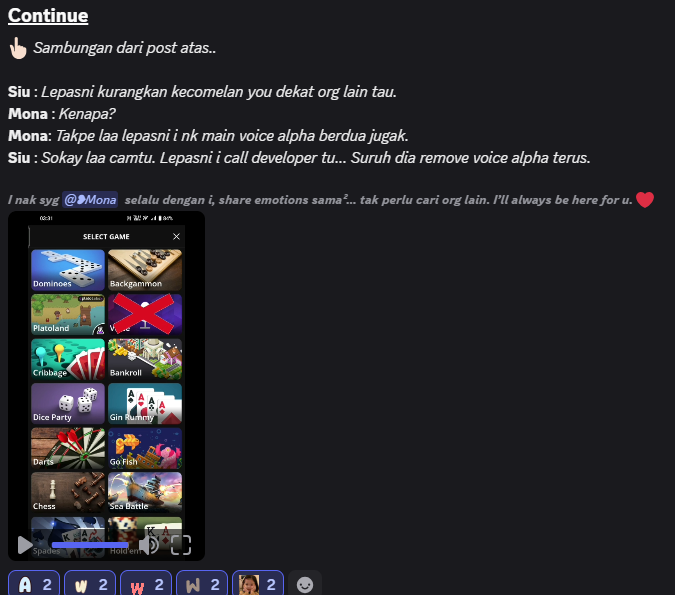 Continue
Sambungan dari post atas..
Siu : Lepasni kurangkan kecomelan you dekat org lain tau.
Mona : Kenapa?
Mona: Takpe laa lepasni i nk main voice alpha berdua jugak.
Siu : Sokay laa camtu. Lepasni i call developer tu... Suruh dia remove voice alpha terus.
I nak syg @❥Mona selalu dengan i, share emotions sama²... tak perlu cari org lain. I’ll always be here for u. ❤️
03:31 84%
SELECT GAME
Dominoes Backgammon
Platoland
Cribbage Bankroll
Dice Party Gin Rummy
Darts Go Fish
Chess Sea Battle
Spades Hold'em
A 2 w 2 w 2 W 2 2